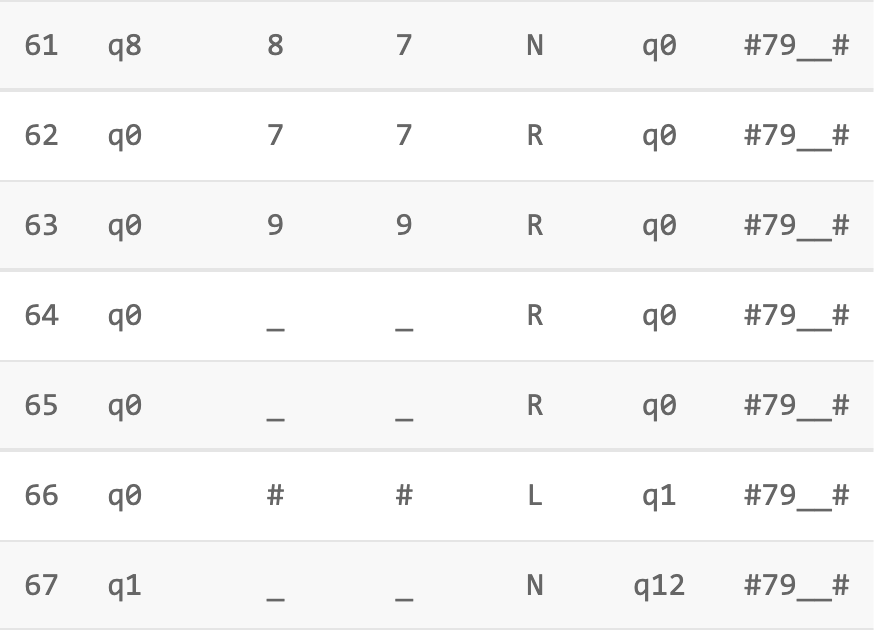 61 q8 8 7 N q0 #79__#
62 q0 7 7 R q0 #79__#
63 q0 9 9 R q0 #79__#
64 q0 _ _ R q0 #79__#
65 q0 _ _ R q0 #79__#
66 q0 # # L q1 #79__#
67 q1 _ _ N q12 #79__#